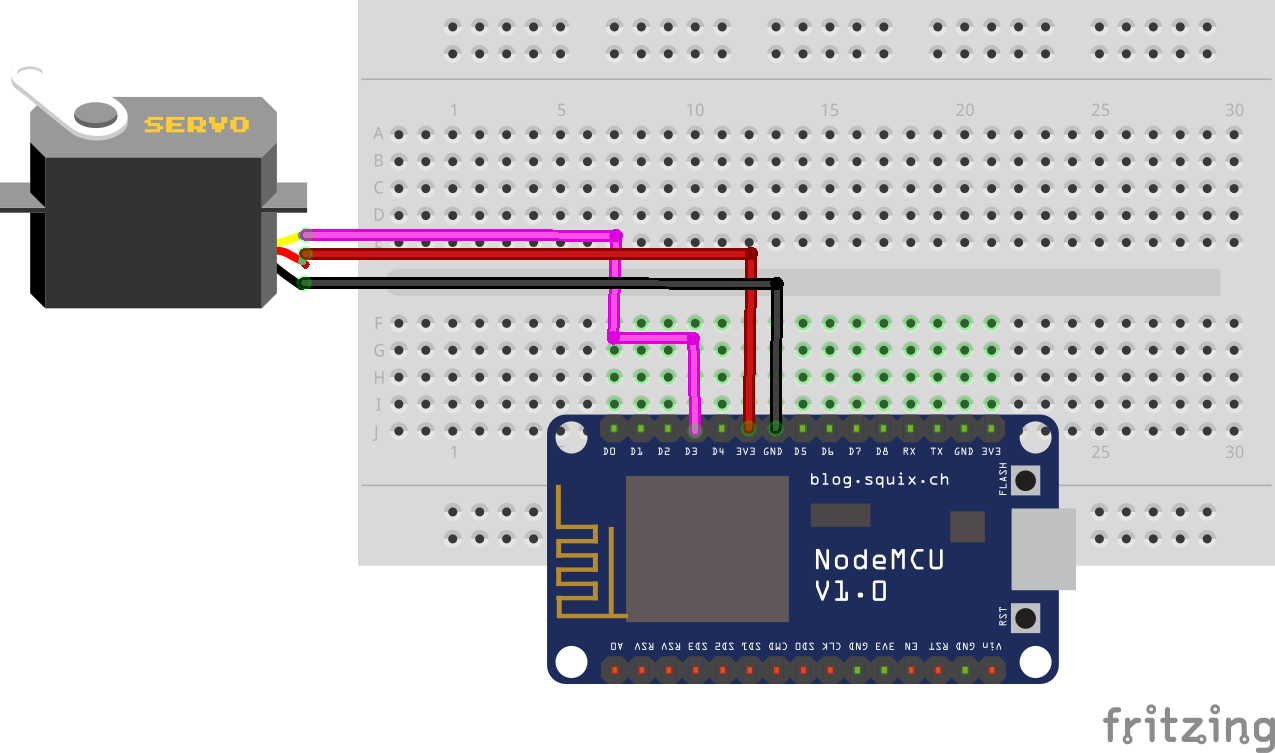 1 5 10 15 20 25 30
A
SERVO
B
C
D
E
F
G
H
I
J
1 25 30
D0 D1 D2 D3 D4 3V3 GND D5 D6 D7 D8 RX TX GND 3V3
FLASH
blog.squix.ch
NodeMCU
V1.0
RST
A0 RSV RSV SD3 SD2 SD1 CMD SD0 CLK GND 3V3 EN RST GND Vin
fritzing